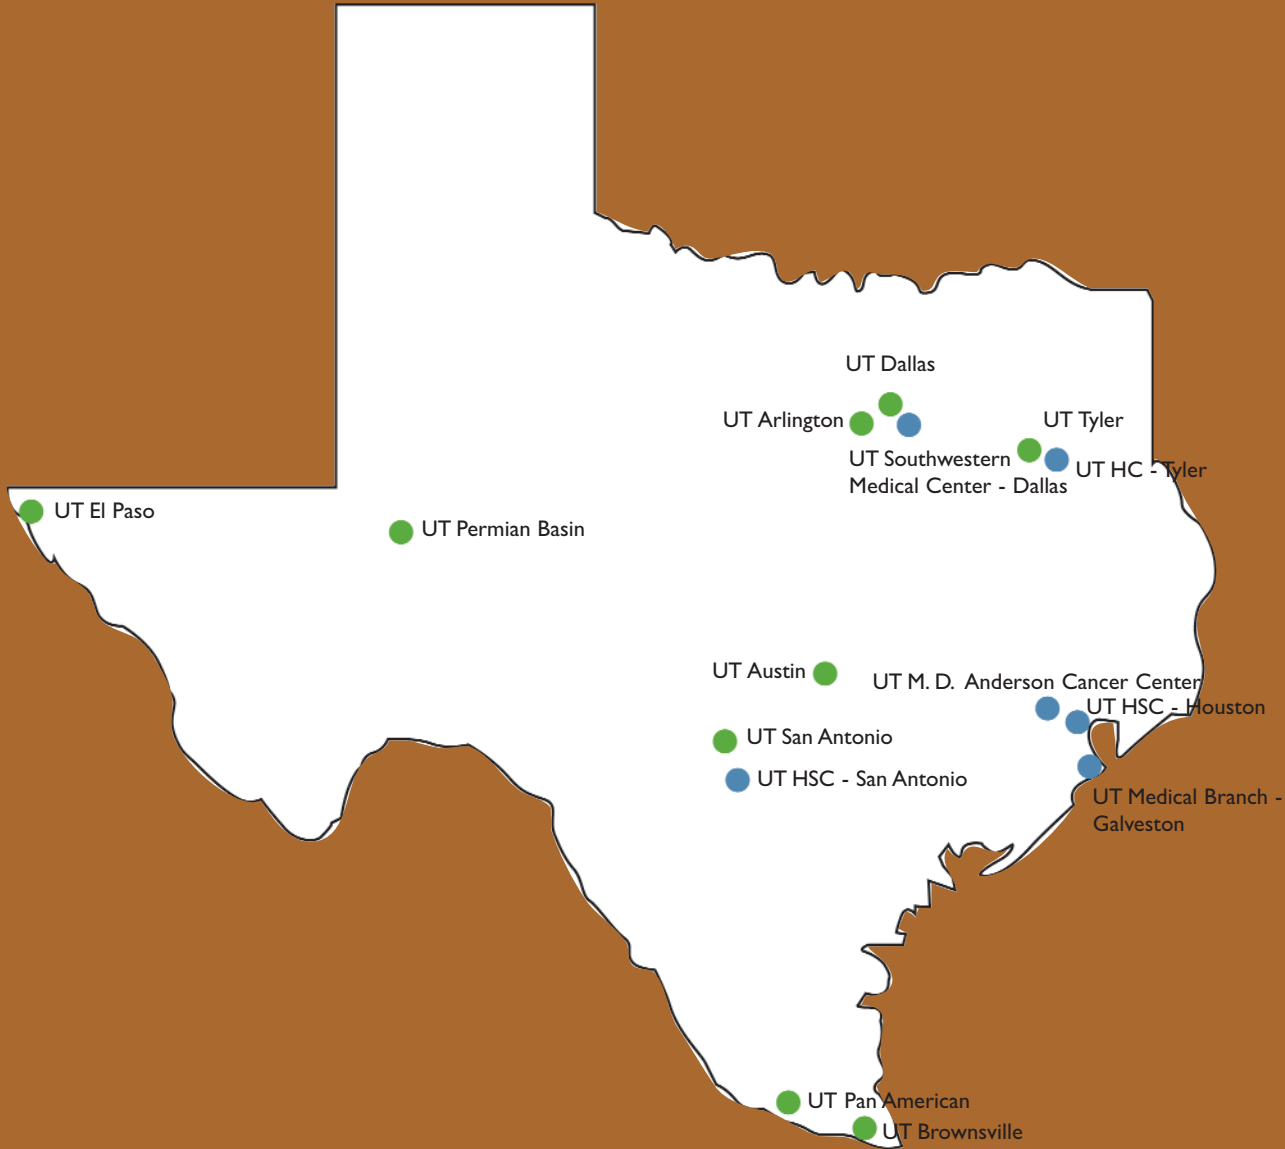 UT Dallas
UT Arlington
UT Tyler
UT Southwestern
Medical Center - Dallas
UT HC - Tyler
UT El Paso
UT Permian Basin
UT Austin
UT M. D. Anderson Cancer Center
UT HSC - Houston
UT San Antonio
UT HSC - San Antonio
UT Medical Branch -
Galveston
UT Pan American
UT Brownsville